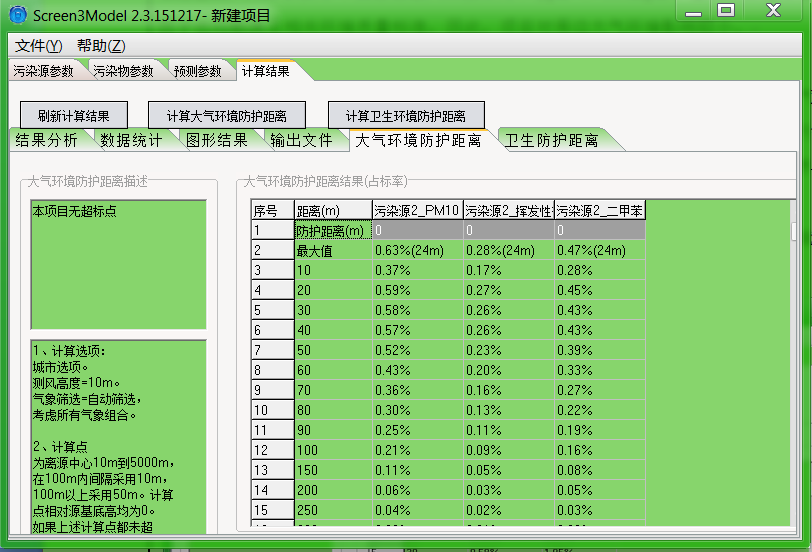 Screen3Model 2.3.151217- 新建项目
文件(Y) 帮助(Z)
污染源参数 污染物参数 预测参数 计算结果
刷新计算结果 计算大气环境防护距离 计算卫生环境防护距离
结果分析 数据统计 图形结果 输出文件 大气环境防护距离 卫生防护距离
大气环境防护距离描述
本项目无超标点
1、计算选项:
城市选项。
测风高度=10m。
气象筛选=自动筛选,
考虑所有气象组合。
2、计算点
为离源中心10m到5000m,
在100m内间隔采用10m,
100m以上采用50m。计算
点相对源基底高均为0。
如果上述计算点都未超
大气环境防护距离结果(占标率)
序号 距离(m) 污染源2_PM10 污染源2_挥发性 污染源2_二甲苯
1 防护距离(m) 0 0 0
2 最大值 0.63%(24m) 0.28%(24m) 0.47%(24m)
3 10 0.37% 0.17% 0.28%
4 20 0.59% 0.27% 0.45%
5 30 0.58% 0.26% 0.43%
6 40 0.57% 0.26% 0.43%
7 50 0.52% 0.23% 0.39%
8 60 0.43% 0.20% 0.33%
9 70 0.36% 0.16% 0.27%
10 80 0.30% 0.13% 0.22%
11 90 0.25% 0.11% 0.19%
12 100 0.21% 0.09% 0.16%
13 150 0.11% 0.05% 0.08%
14 200 0.06% 0.03% 0.05%
15 250 0.04% 0.02% 0.03%